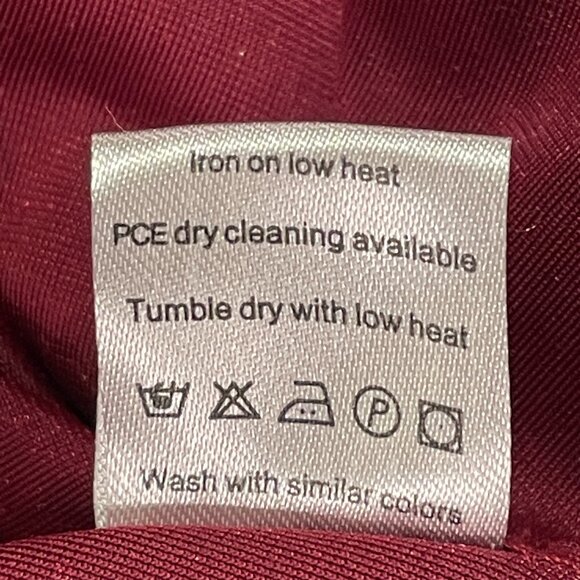 Iron on low heat
PCE dry cleaning available
Tumble dry with low heat
P
Wash with similar colors